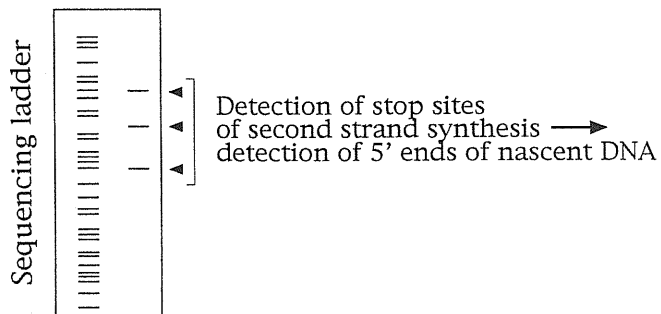 Sequencing ladder
Detection of stop sites
of second strand synthesis
detection of 5' ends of nascent DNA